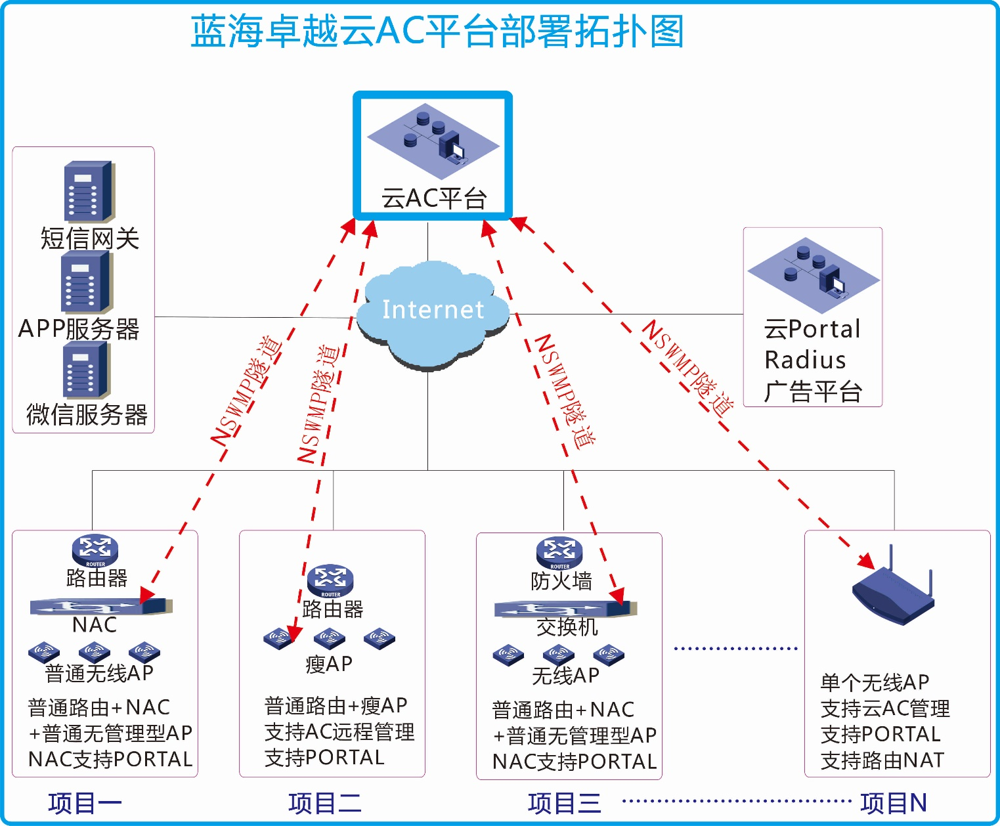 蓝海卓越云AC平台部署拓扑图
云AC平台
短信网关
APP服务器
微信服务器
Internet
云Portal
Radius
广告平台
NSWMP隧道
NSWMP隧道
NSWMP隧道
NSWMP隧道
ROUTER
路由器
NAC
普通无线AP
普通路由+NAC
+普通无管理型AP
NAC支持PORTAL
项目一
ROUTER
路由器
瘦AP
普通路由+瘦AP
支持AC远程管理
支持PORTAL
项目二
ROUTER
防火墙
交换机
无线AP
普通路由+NAC
+普通无管理型AP
NAC支持PORTAL
项目三
单个无线AP
支持云AC管理
支持PORTAL
支持路由NAT
项目N